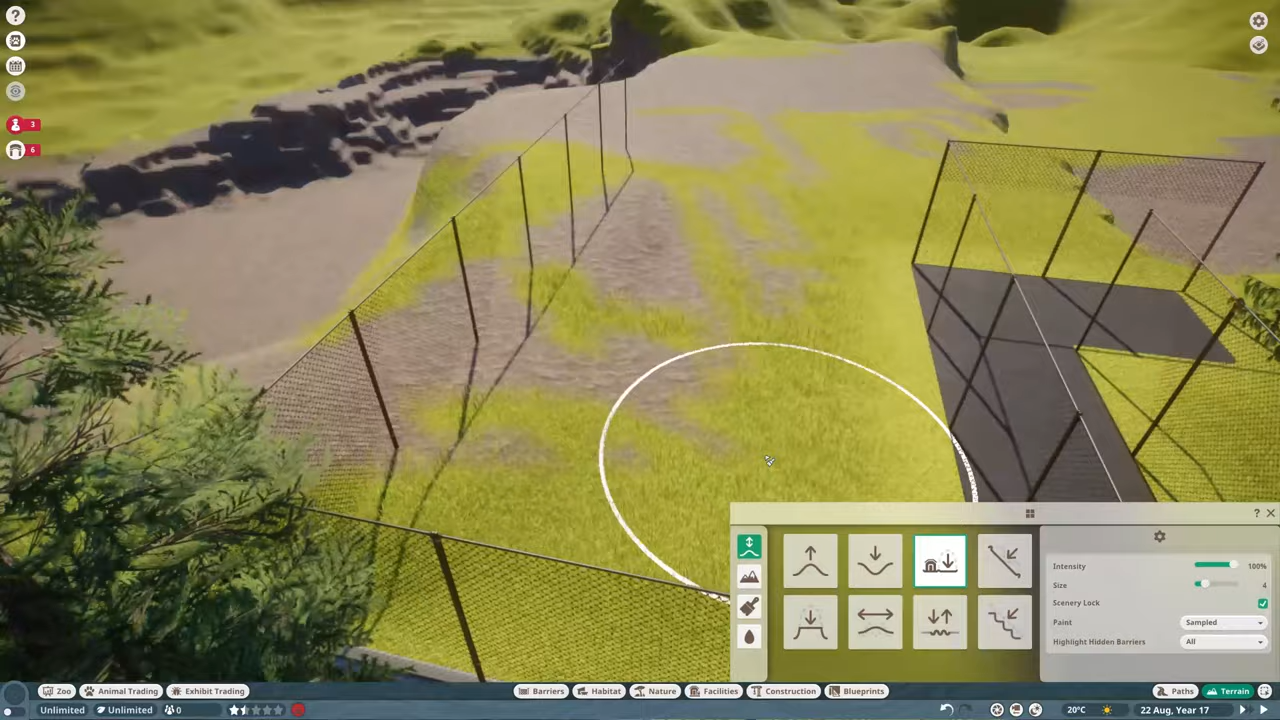 ?
3
6
?
Intensity 100%
Size 4
Scenery Lock
Paint Sampled
Highlight Hidden Barriers All
Zoo Animal Trading Exhibit Trading Barriers Habitat Nature Facilities Construction Blueprints Paths Terrain
Unlimited Unlimited 0 20°C 22 Aug, Year 17